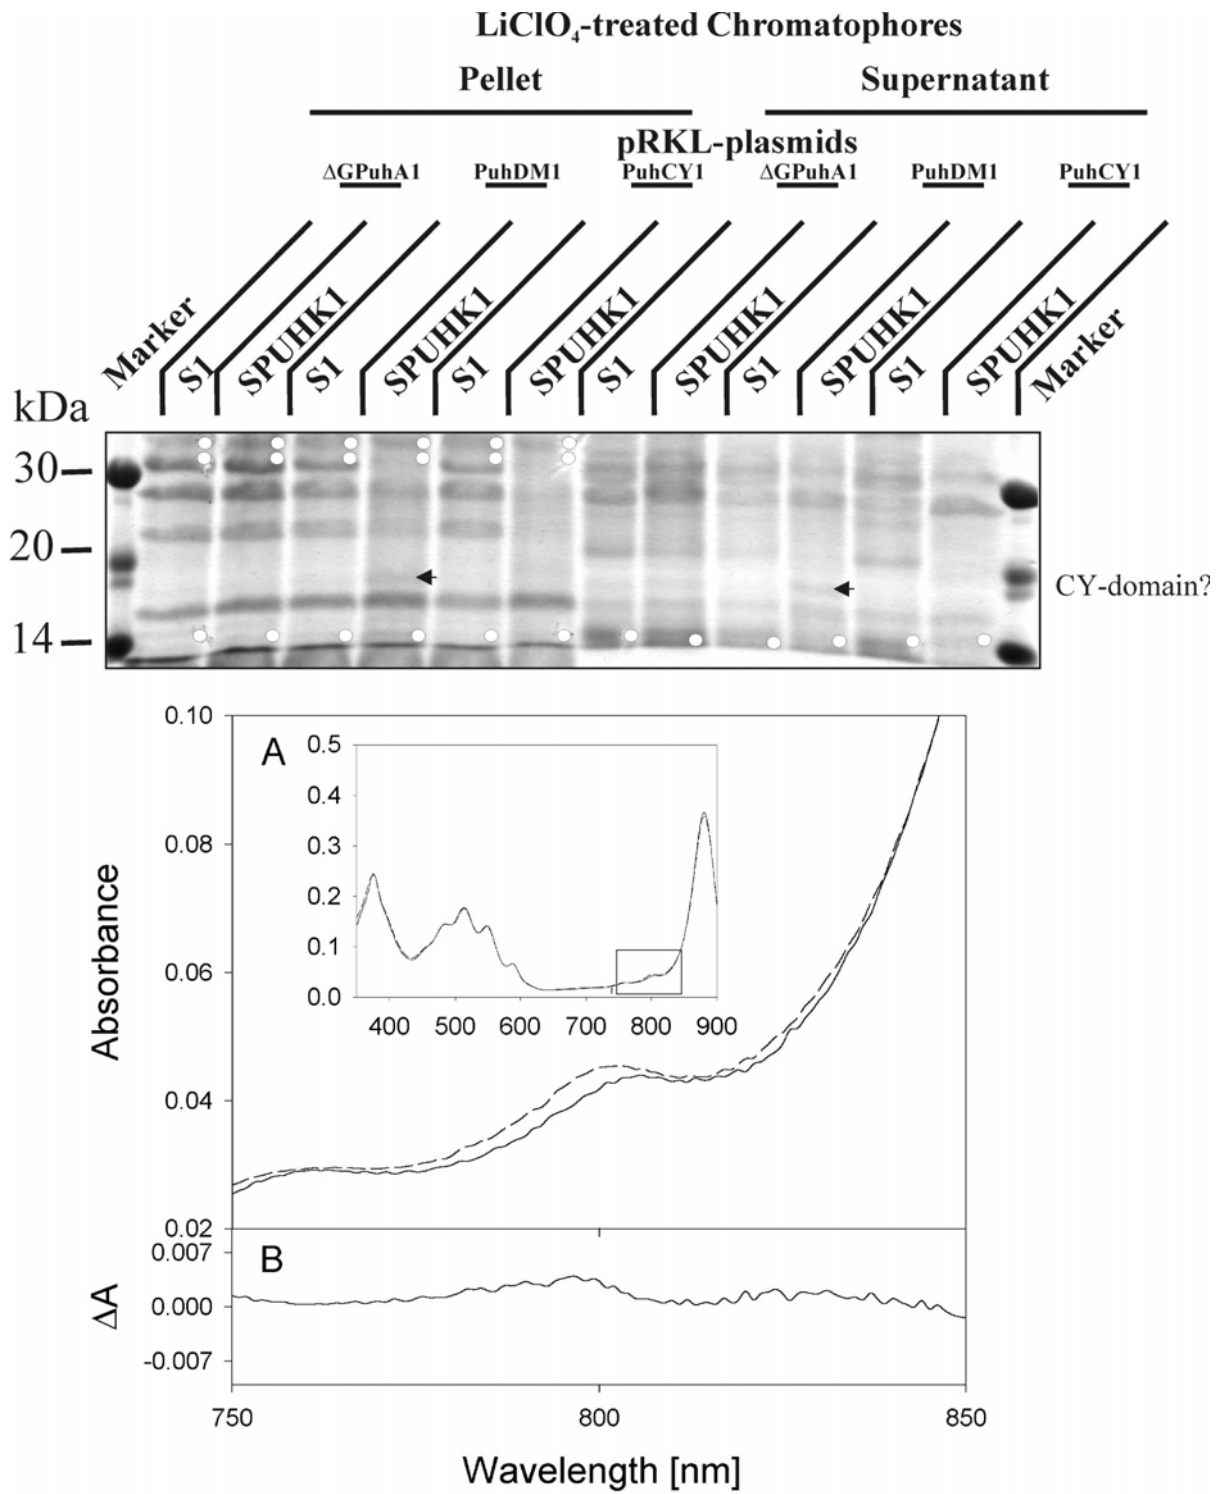 LiClO4-treated Chromatophores
Pellet Supernatant
pRKL-plasmids
ΔGPuhA1 PuhDM1 PuhCY1 ΔGPuhA1 PuhDM1 PuhCY1
Marker S1 SPUHK1 S1 SPUHK1 S1 SPUHK1 S1 SPUHK1 S1 SPUHK1 S1 SPUHK1 Marker
kDa
30
20
14
CY-domain?
0.10
0.08
0.06
0.04
0.02
Absorbance
A
0.5
0.4
0.3
0.2
0.1
0.0
400 500 600 700 800 900
B
0.007
0.000
-0.007
ΔA
750 800 850
Wavelength [nm]